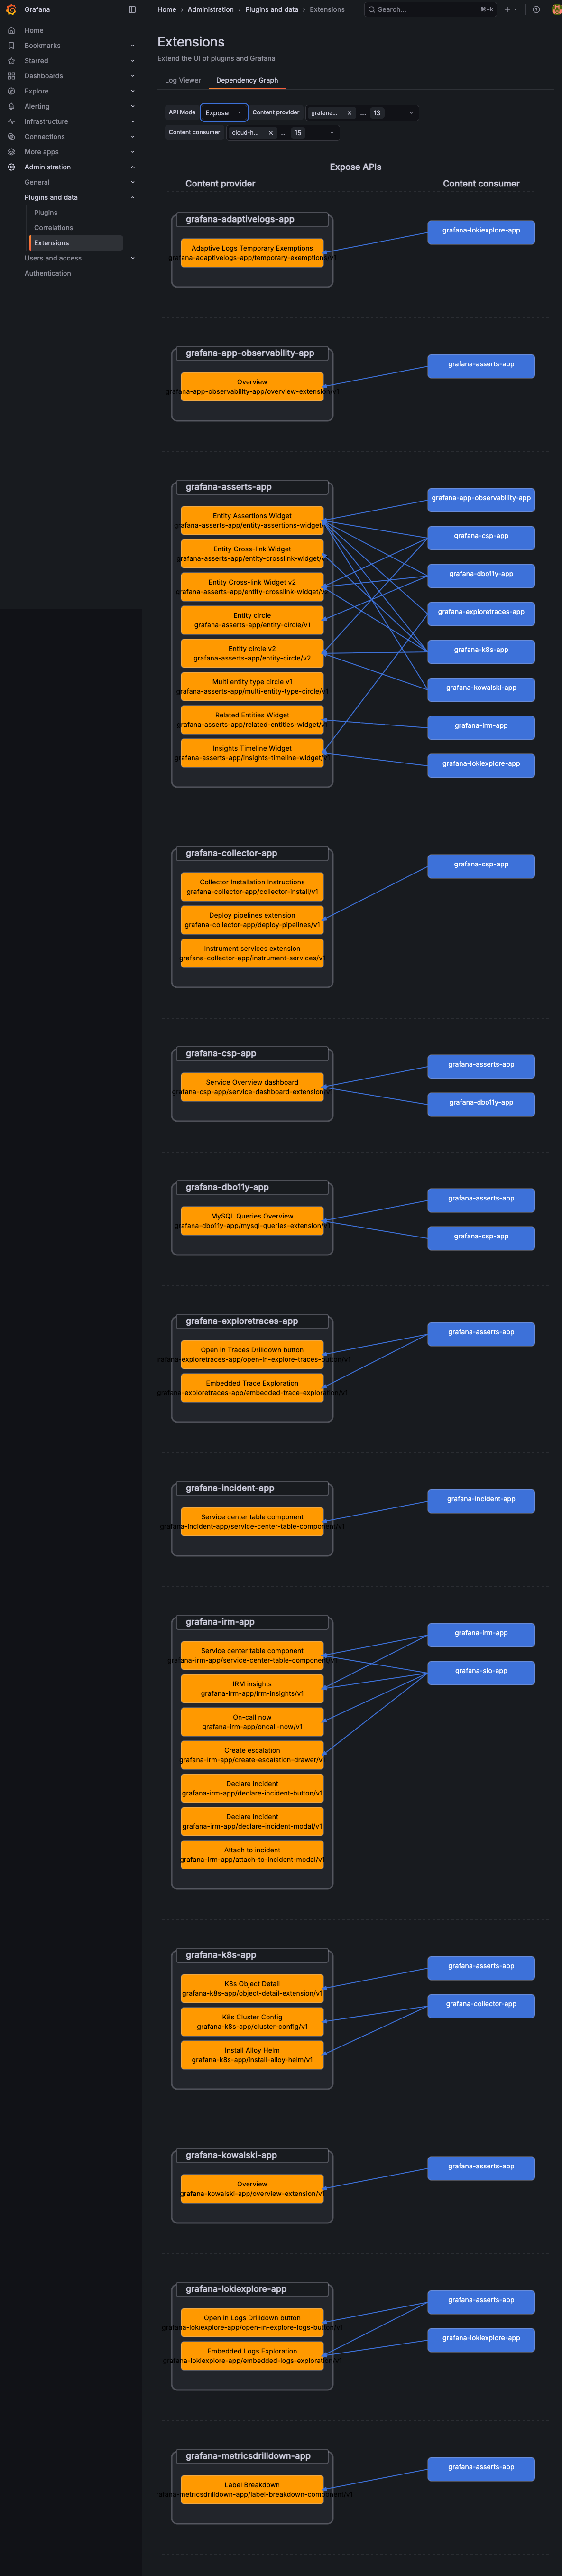 Grafana
Home › Administration › Plugins and data › Extensions
Search...
⌘+k
Home
Bookmarks
Starred
Dashboards
Explore
Alerting
Infrastructure
Connections
More apps
Administration
General
Plugins and data
Plugins
Correlations
Extensions
Users and access
Authentication
Extensions
Extend the UI of plugins and Grafana
Log Viewer
Dependency Graph
API Mode
Expose
Content provider
grafana...
... 13
Content consumer
cloud-h...
... 15
Expose APIs
Content provider
Content consumer
grafana-adaptivelogs-app
Adaptive Logs Temporary Exemptions
grafana-adaptivelogs-app/temporary-exemptions/v1
grafana-lokiexplore-app
grafana-app-observability-app
Overview
grafana-app-observability-app/overview-extension/v1
grafana-asserts-app
grafana-asserts-app
Entity Assertions Widget
grafana-asserts-app/entity-assertions-widget/
Entity Cross-link Widget
grafana-asserts-app/entity-crosslink-widget/
Entity Cross-link Widget v2
grafana-asserts-app/entity-crosslink-widget/
Entity circle
grafana-asserts-app/entity-circle/v1
Entity circle v2
grafana-asserts-app/entity-circle/v2
Multi entity type circle v1
grafana-asserts-app/multi-entity-type-circle/v1
Related Entities Widget
grafana-asserts-app/related-entities-widget/
Insights Timeline Widget
grafana-asserts-app/insights-timeline-widget/
grafana-app-observability-app
grafana-csp-app
grafana-dbo11y-app
grafana-exploretraces-app
grafana-k8s-app
grafana-kowalski-app
grafana-irm-app
grafana-lokiexplore-app
grafana-collector-app
Collector Installation Instructions
grafana-collector-app/collector-install/v1
Deploy pipelines extension
grafana-collector-app/deploy-pipelines/v1
Instrument services extension
grafana-collector-app/instrument-services/v1
grafana-csp-app
grafana-csp-app
Service Overview dashboard
grafana-csp-app/service-dashboard-extension/
grafana-asserts-app
grafana-dbo11y-app
grafana-dbo11y-app
MySQL Queries Overview
grafana-dbo11y-app/mysql-queries-extension/
grafana-asserts-app
grafana-csp-app
grafana-exploretraces-app
Open in Traces Drilldown button
grafana-exploretraces-app/open-in-explore-traces-button/v1
Embedded Trace Exploration
grafana-exploretraces-app/embedded-trace-exploration/v1
grafana-asserts-app
grafana-incident-app
Service center table component
grafana-incident-app/service-center-table-component/v1
grafana-incident-app
grafana-irm-app
Service center table component
grafana-irm-app/service-center-table-component/
IRM insights
grafana-irm-app/irm-insights/v1
On-call now
grafana-irm-app/oncall-now/v1
Create escalation
grafana-irm-app/create-escalation-drawer/v1
Declare incident
grafana-irm-app/declare-incident-button/v1
Declare incident
grafana-irm-app/declare-incident-modal/v1
Attach to incident
grafana-irm-app/attach-to-incident-modal/v1
grafana-irm-app
grafana-slo-app
grafana-k8s-app
K8s Object Detail
grafana-k8s-app/object-detail-extension/v1
K8s Cluster Config
grafana-k8s-app/cluster-config/v1
Install Alloy Helm
grafana-k8s-app/install-alloy-helm/v1
grafana-asserts-app
grafana-collector-app
grafana-kowalski-app
Overview
grafana-kowalski-app/overview-extension/v1
grafana-asserts-app
grafana-lokiexplore-app
Open in Logs Drilldown button
grafana-lokiexplore-app/open-in-explore-logs-button/v1
Embedded Logs Exploration
grafana-lokiexplore-app/embedded-logs-exploration/v1
grafana-asserts-app
grafana-lokiexplore-app
grafana-metricsdrilldown-app
Label Breakdown
grafana-metricsdrilldown-app/label-breakdown-component/v1
grafana-asserts-app